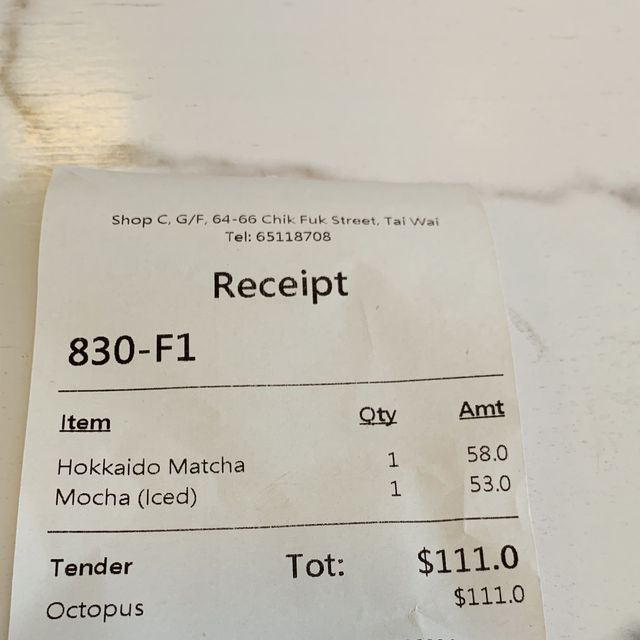 Shop C, G/F, 64-66 Chik Fuk Street, Tai Wai
Tel: 65118708
Receipt
830-F1
Item Qty Amt
Hokkaido Matcha 1 58.0
Mocha (Iced) 1 53.0
Tender Tot: $111.0
Octopus $111.0